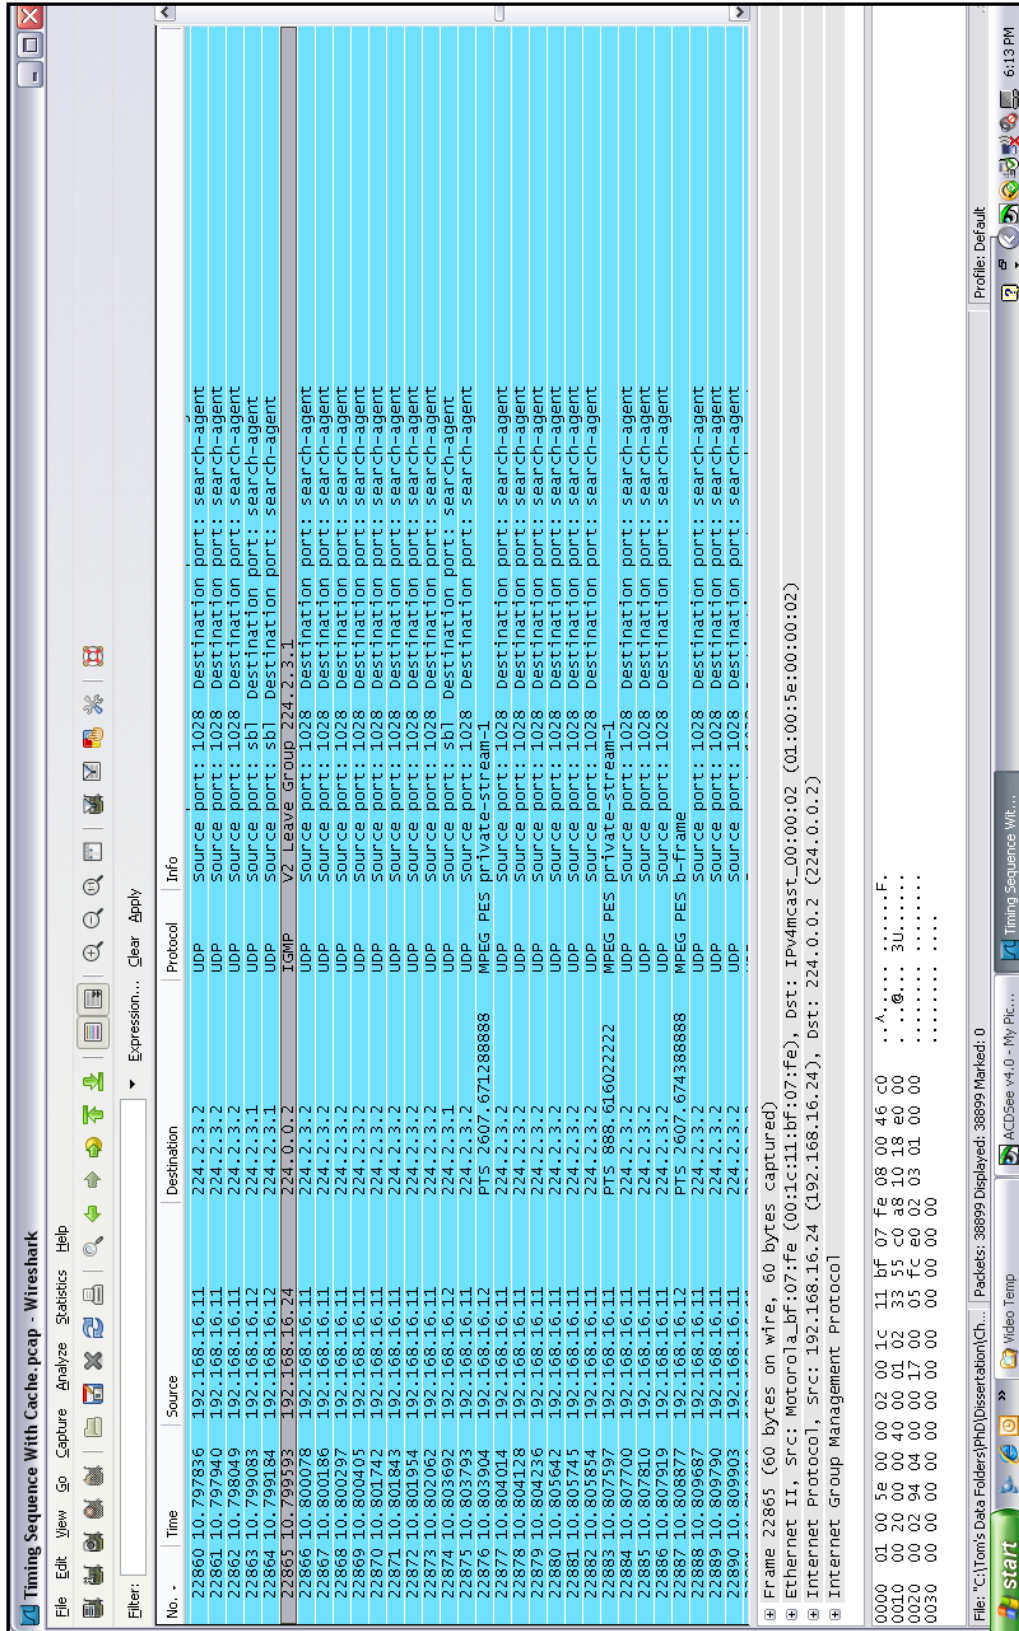 Timing Sequence With Cache.pcap - Wireshark
File Edit View Go Capture Analyze Statistics Help
Filter: Expression... Clear Apply
No. - Time Source Destination Protocol Info
22860 10.797836 192.168.16.11 224.2.3.2 UDP Source port: 1028 Destination port: search-agent
22861 10.797940 192.168.16.11 224.2.3.2 UDP Source port: 1028 Destination port: search-agent
22862 10.798049 192.168.16.11 224.2.3.2 UDP Source port: 1028 Destination port: search-agent
22863 10.799083 192.168.16.12 224.2.3.1 UDP Source port: sbl Destination port: search-agent
22864 10.799184 192.168.16.12 224.2.3.1 UDP Source port: sbl Destination port: search-agent
22865 10.799593 192.168.16.24 224.0.0.2 IGMP V2 Leave Group 224.2.3.1
22866 10.800078 192.168.16.11 224.2.3.2 UDP Source port: 1028 Destination port: search-agent
22867 10.800186 192.168.16.11 224.2.3.2 UDP Source port: 1028 Destination port: search-agent
22868 10.800297 192.168.16.11 224.2.3.2 UDP Source port: 1028 Destination port: search-agent
22869 10.800405 192.168.16.11 224.2.3.2 UDP Source port: 1028 Destination port: search-agent
22870 10.801742 192.168.16.11 224.2.3.2 UDP Source port: 1028 Destination port: search-agent
22871 10.801843 192.168.16.11 224.2.3.2 UDP Source port: 1028 Destination port: search-agent
22872 10.801954 192.168.16.11 224.2.3.2 UDP Source port: 1028 Destination port: search-agent
22873 10.802062 192.168.16.11 224.2.3.2 UDP Source port: 1028 Destination port: search-agent
22874 10.803692 192.168.16.12 224.2.3.1 UDP Source port: sbl Destination port: search-agent
22875 10.803793 192.168.16.11 224.2.3.2 UDP Source port: 1028 Destination port: search-agent
22876 10.803904 192.168.16.12 PTS 2607.671288888 MPEG PES private-stream-1
22877 10.804014 192.168.16.11 224.2.3.2 UDP Source port: 1028 Destination port: search-agent
22878 10.804128 192.168.16.11 224.2.3.2 UDP Source port: 1028 Destination port: search-agent
22879 10.804236 192.168.16.11 224.2.3.2 UDP Source port: 1028 Destination port: search-agent
22880 10.805642 192.168.16.11 224.2.3.2 UDP Source port: 1028 Destination port: search-agent
22881 10.805745 192.168.16.11 224.2.3.2 UDP Source port: 1028 Destination port: search-agent
22882 10.805854 192.168.16.11 224.2.3.2 UDP Source port: 1028 Destination port: search-agent
22883 10.807597 192.168.16.11 PTS 888.616022222 MPEG PES private-stream-1
22884 10.807700 192.168.16.11 224.2.3.2 UDP Source port: 1028 Destination port: search-agent
22885 10.807810 192.168.16.11 224.2.3.2 UDP Source port: 1028 Destination port: search-agent
22886 10.807919 192.168.16.11 224.2.3.2 UDP Source port: 1028 Destination port: search-agent
22887 10.808877 192.168.16.12 PTS 2607.674388888 MPEG PES b-frame
22888 10.809687 192.168.16.11 224.2.3.2 UDP Source port: 1028 Destination port: search-agent
22889 10.809790 192.168.16.11 224.2.3.2 UDP Source port: 1028 Destination port: search-agent
22890 10.809903 192.168.16.11 224.2.3.2 UDP Source port: 1028 Destination port: search-agent
Frame 22865 (60 bytes on wire, 60 bytes captured)
Ethernet II, Src: Motorola_bf:07:fe (00:1c:11:bf:07:fe), Dst: IPv4mcast_00:00:02 (01:00:5e:00:00:02)
Internet Protocol, Src: 192.168.16.24 (192.168.16.24), Dst: 224.0.0.2 (224.0.0.2)
Internet Group Management Protocol
0000 01 00 5e 00 00 02 00 1c 11 bf 07 fe 08 00 46 c0 ..^..... ......F.
0010 00 20 00 00 40 00 01 02 33 55 c0 a8 10 18 e0 00 . ..@... 3U......
0020 00 02 94 04 00 00 17 00 05 fc e0 02 03 01 00 00 ........ ........
0030 00 00 00 00 00 00 00 00 00 00 00 00 ........ ....
File: "C:\Tom's Data Folders\PhD\Dissertation\Ch... Packets: 38899 Displayed: 38899 Marked: 0 Profile: Default
start Video Temp ACDSee v4.0 - My Pic... Timing Sequence Wit... 6:13 PM